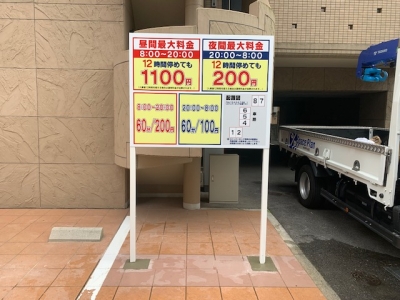 昼間最大料金
8:00~20:00
12時間停めても
1100円
夜間最大料金
20:00~8:00
12時間停めても
200円
8:00~20:00
60分/200円
20:00~8:00
60分/100円
配置図
8 7
6
5
4
1 2